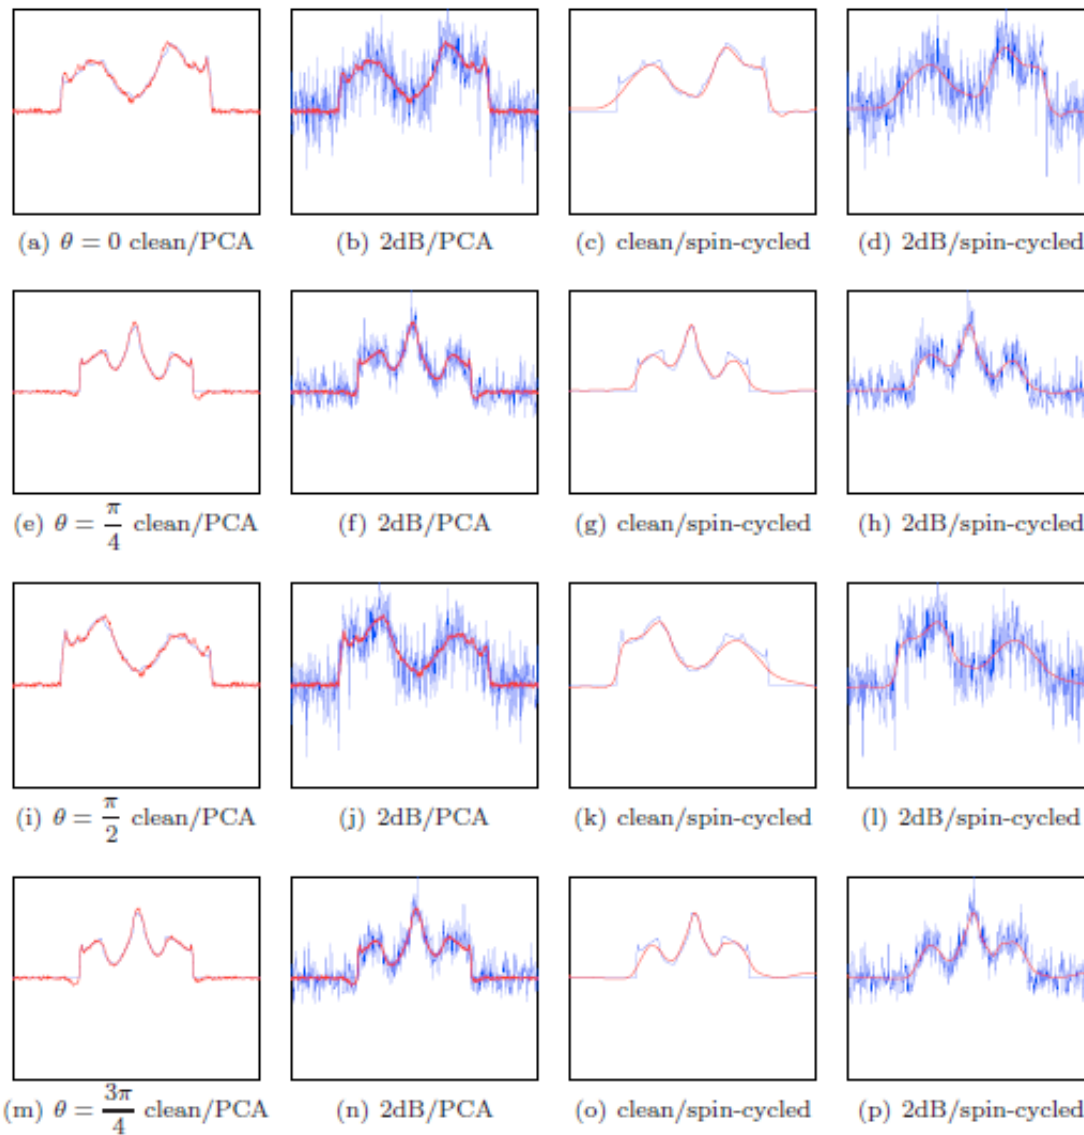 (a) θ = 0 clean/PCA (b) 2dB/PCA (c) clean/spin-cycled (d) 2dB/spin-cycled
(e) θ = π/4 clean/PCA (f) 2dB/PCA (g) clean/spin-cycled (h) 2dB/spin-cycled
(i) θ = π/2 clean/PCA (j) 2dB/PCA (k) clean/spin-cycled (l) 2dB/spin-cycled
(m) θ = 3π/4 clean/PCA (n) 2dB/PCA (o) clean/spin-cycled (p) 2dB/spin-cycled